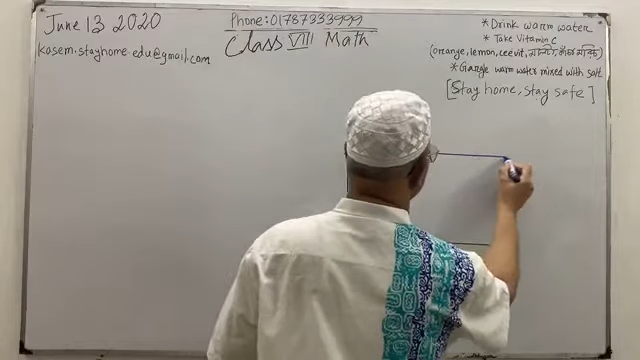 June 13 2020
kasem.stayhome.edu@gmail.com
Phone:01787333999
Class VIII Math
* Drink warm water
* Take Vitamin C
(orange, lemon, ceevit,
* Gargle warm water mixed with salt
[Stay home, stay safe]